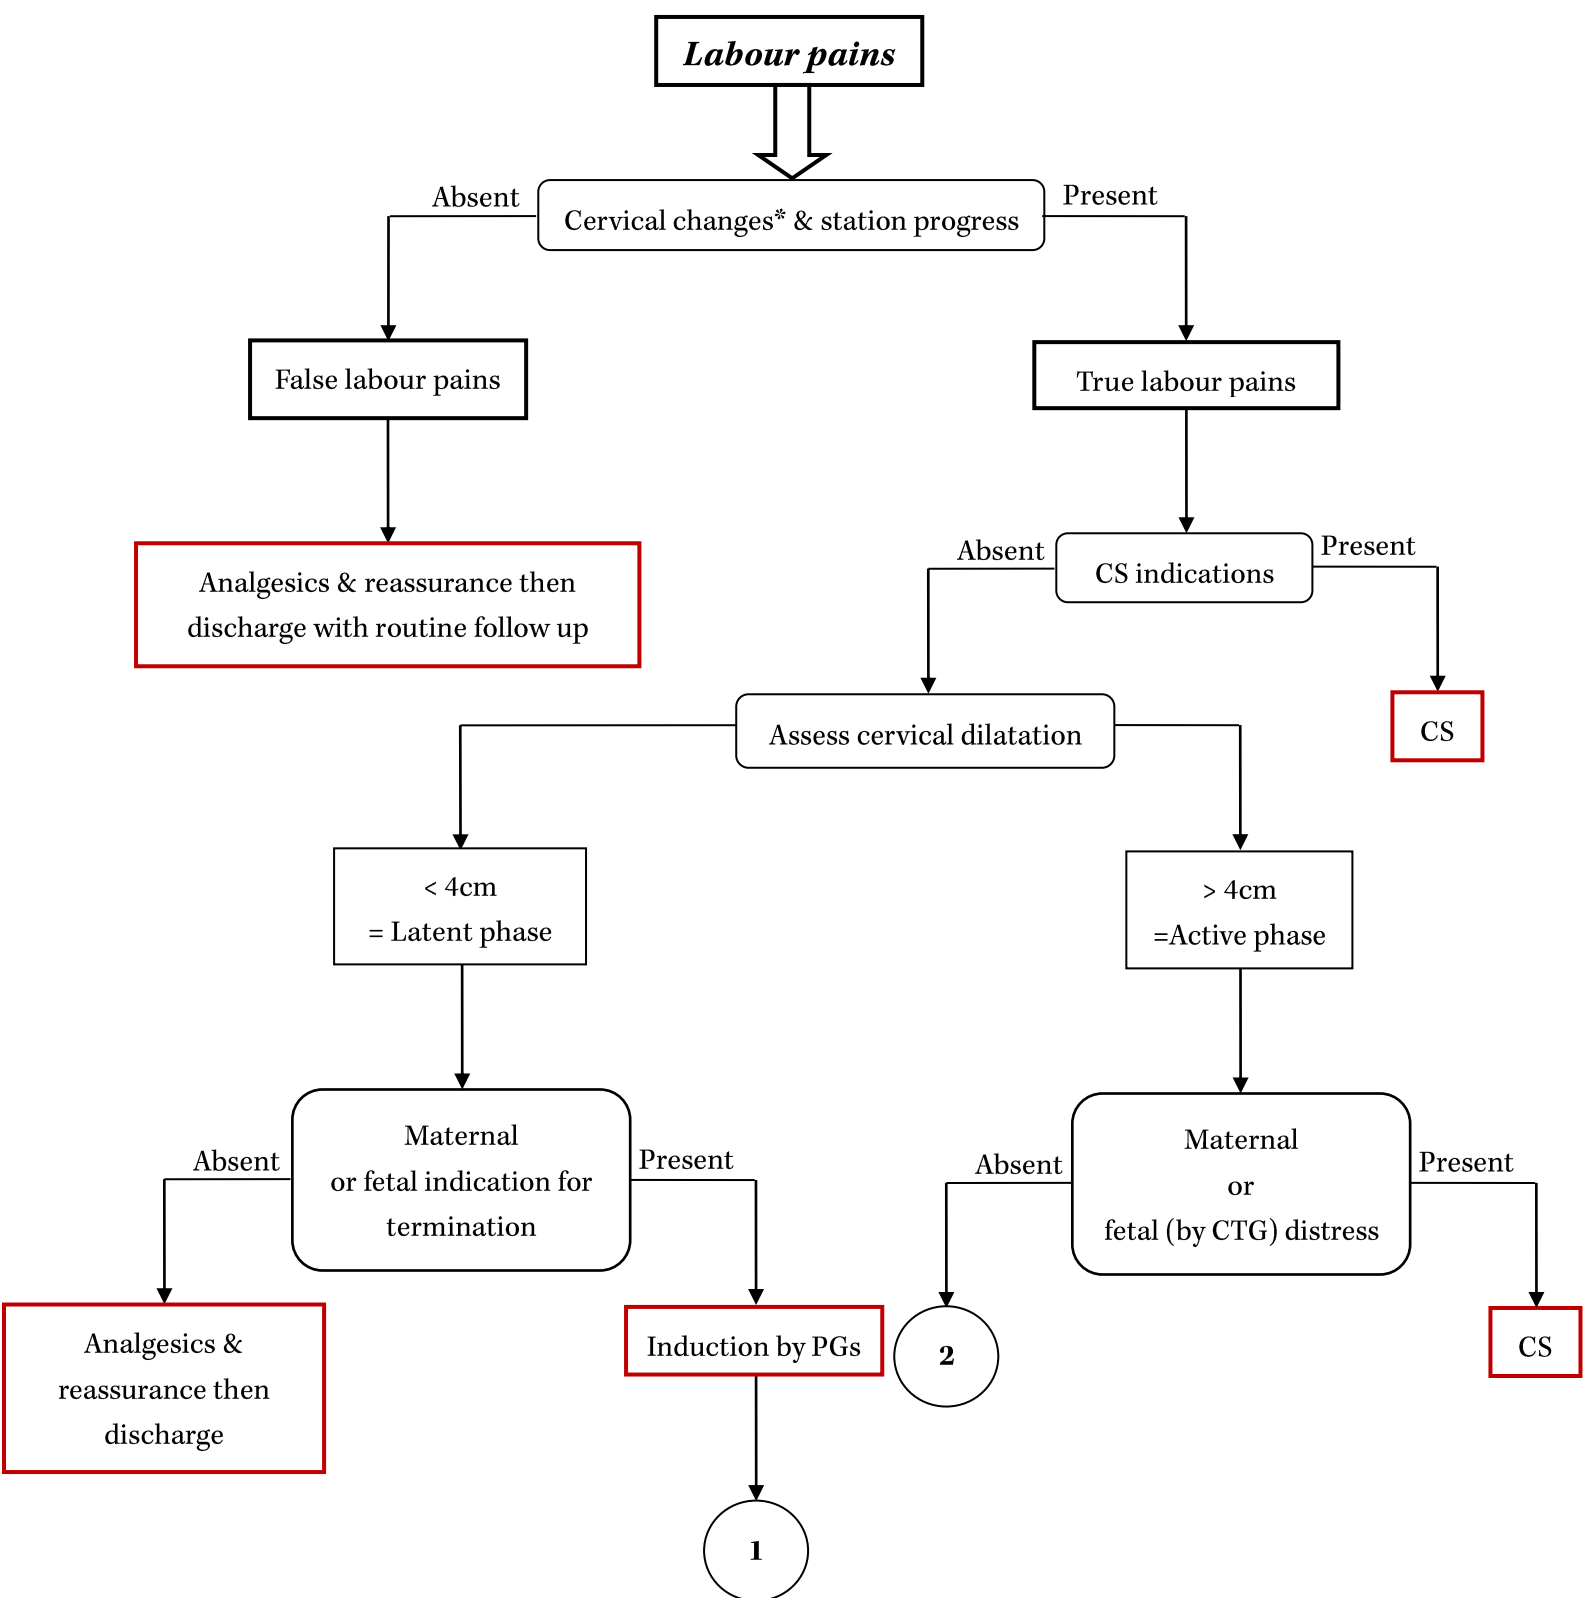 Labour pains
Absent
Present
Cervical changes* & station progress
False labour pains
True labour pains
Absent
Present
CS indications
Analgesics & reassurance then
discharge with routine follow up
CS
Assess cervical dilatation
< 4cm
= Latent phase
> 4cm
=Active phase
Absent
Maternal
or fetal indication for
termination
Present
Absent
Maternal
or
fetal (by CTG) distress
Present
Analgesics &
reassurance then
discharge
Induction by PGs
2
CS
1